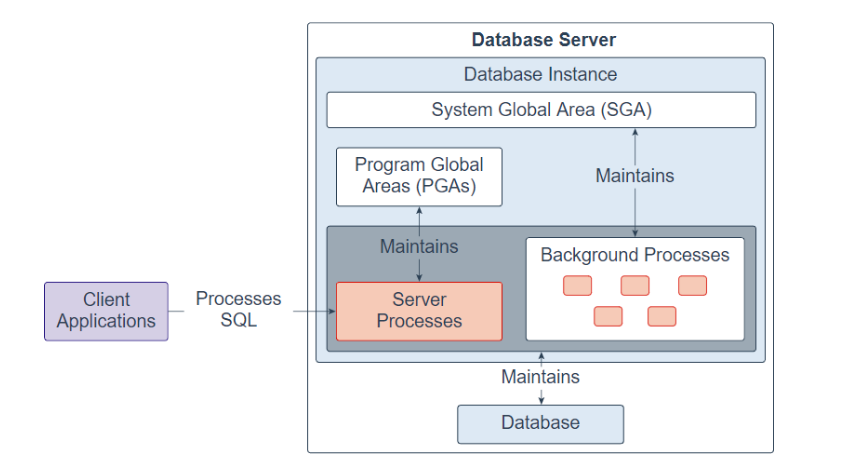 Database Server
Database Instance
System Global Area (SGA)
Program Global
Areas (PGAs)
Maintains
Maintains
Background Processes
Client
Applications
Processes
SQL
Server
Processes
Maintains
Database